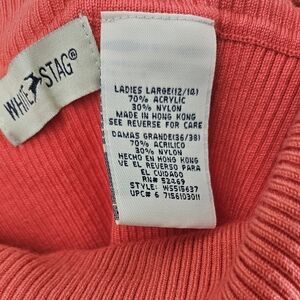 WHITE STAG®
LADIES LARGE(12/14)
70% ACRYLIC
30% NYLON
MADE IN HONG KONG
SEE REVERSE FOR CARE
DAMAS GRANDE(36/38)
70% ACRILICO
30% NYLON
HECHO EN HONG KONG
VE EL REVERSO PARA
EL CUIDADO
RN# 52469
STYLE: WS515637
UPC# 6 7156103011